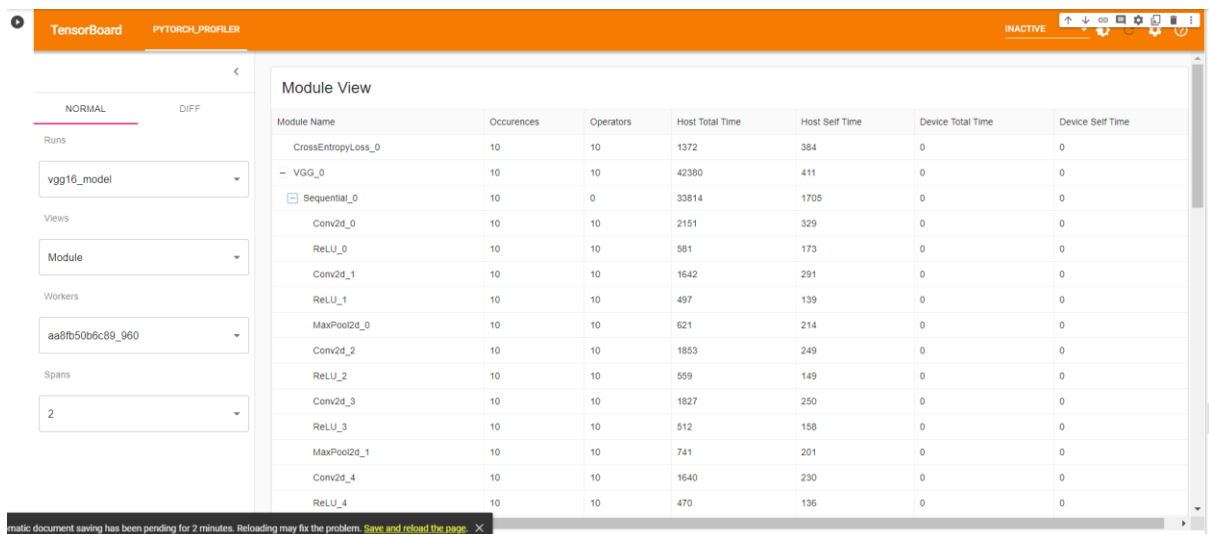 TensorBoard PYTORCH_PROFILER INACTIVE
NORMAL DIFF
Runs
vgg16_model
Views
Module
Workers
aa8fb50b6c89_960
Spans
2
Module View
Module Name Occurences Operators Host Total Time Host Self Time Device Total Time Device Self Time
CrossEntropyLoss_0 10 10 1372 384 0 0
VGG_0 10 10 42380 411 0 0
Sequential_0 10 0 33814 1705 0 0
Conv2d_0 10 10 2151 329 0 0
ReLU_0 10 10 581 173 0 0
Conv2d_1 10 10 1642 291 0 0
ReLU_1 10 10 497 139 0 0
MaxPool2d_0 10 10 621 214 0 0
Conv2d_2 10 10 1853 249 0 0
ReLU_2 10 10 559 149 0 0
Conv2d_3 10 10 1827 250 0 0
ReLU_3 10 10 512 158 0 0
MaxPool2d_1 10 10 741 201 0 0
Conv2d_4 10 10 1640 230 0 0
ReLU_4 10 10 470 136 0 0
omatic document saving has been pending for 2 minutes. Reloading may fix the problem. Save and reload the page.